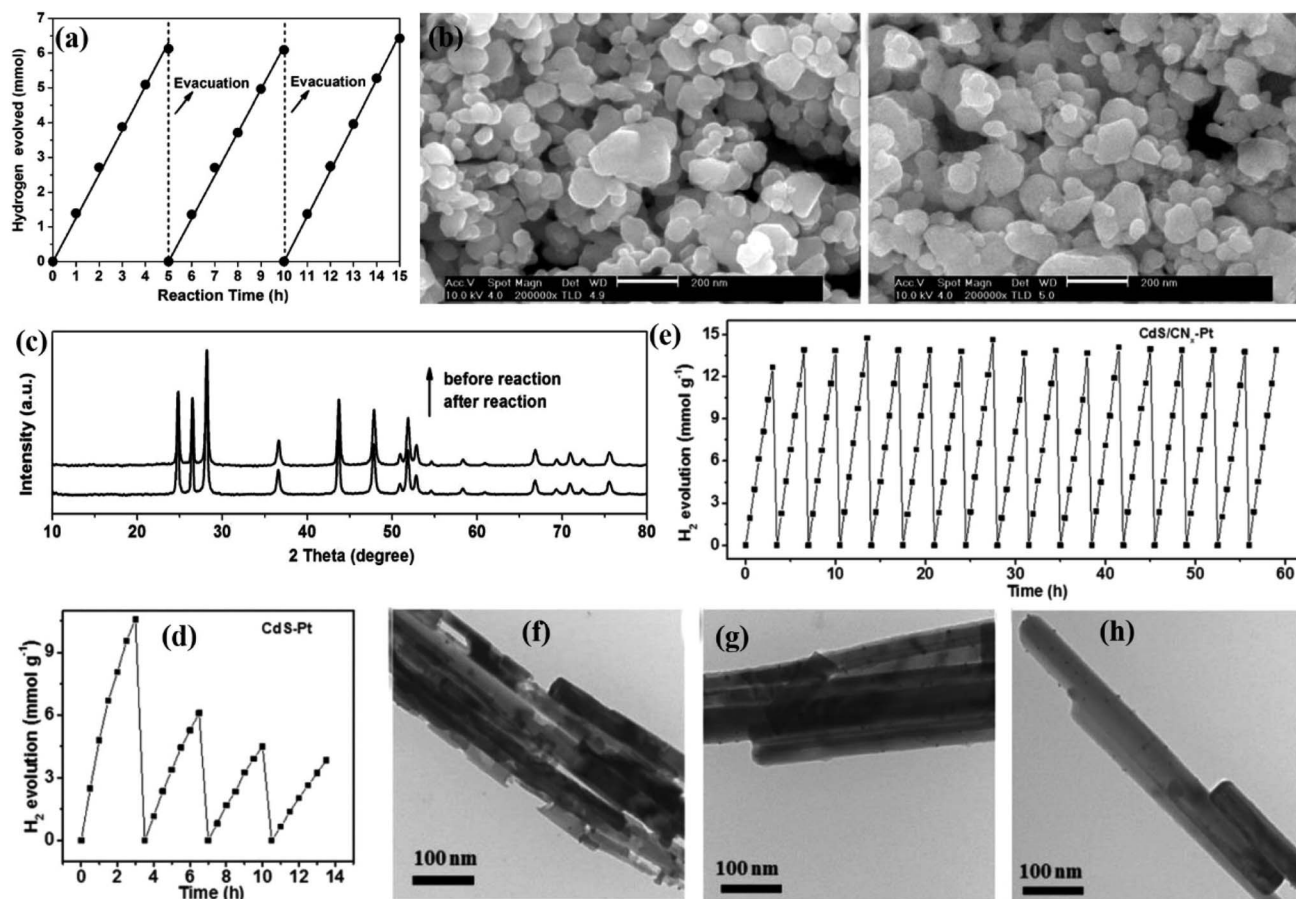 (a)
Hydrogen evolved (mmol)
7
6
5
4
3
2
1
0
Evacuation
Evacuation
0 1 2 3 4 5 6 7 8 9 10 11 12 13 14 15
Reaction Time (h)
(b)
Acc V Spot Magn Det WD 200 nm
10.0 kV 4.0 200000x TLD 4.9
Acc V Spot Magn Det WD 200 nm
10.0 kV 4.0 200000x TLD 5.0
(c)
Intensity (a.u.)
before reaction
after reaction
10 20 30 40 50 60 70 80
2 Theta (degree)
(e)
CdS/CNₓ-Pt
H₂ evolution (mmol g⁻¹)
15
12
9
6
3
0
0 10 20 30 40 50 60
Time (h)
(d)
CdS-Pt
H₂ evolution (mmol g⁻¹)
9
6
3
0
0 2 4 6 8 10 12 14
Time (h)
(f)
100 nm
(g)
100 nm
(h)
100 nm